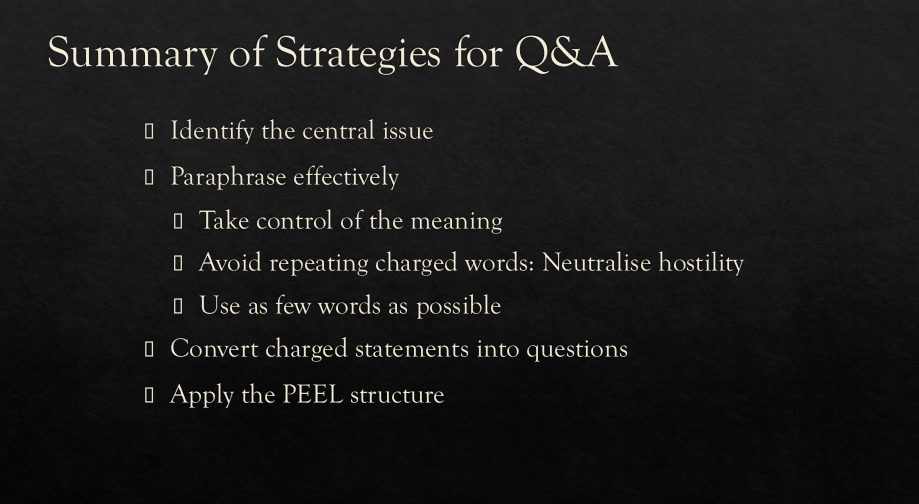 Summary of Strategies for Q&A
Identify the central issue
Paraphrase effectively
Take control of the meaning
Avoid repeating charged words: Neutralise hostility
Use as few words as possible
Convert charged statements into questions
Apply the PEEL structure